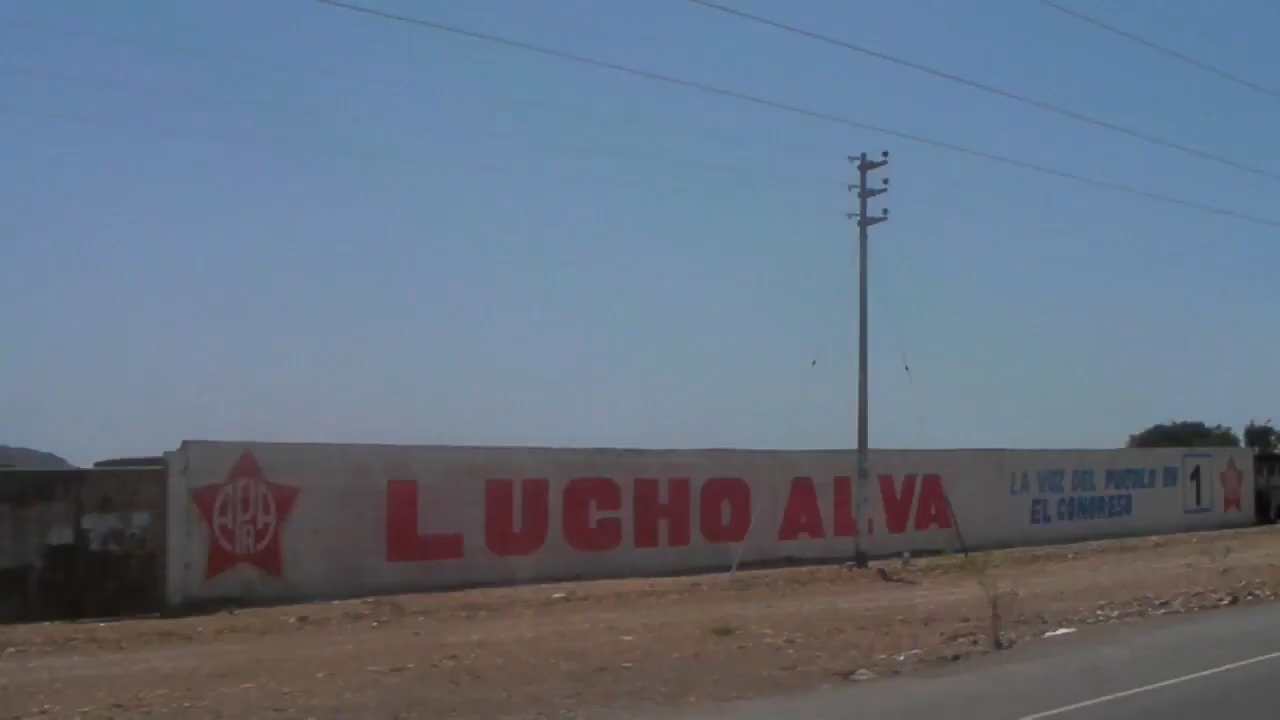 APRA
LUCHO ALVA
LA VOZ DEL PUEBLO EN
EL CONGRESO
1